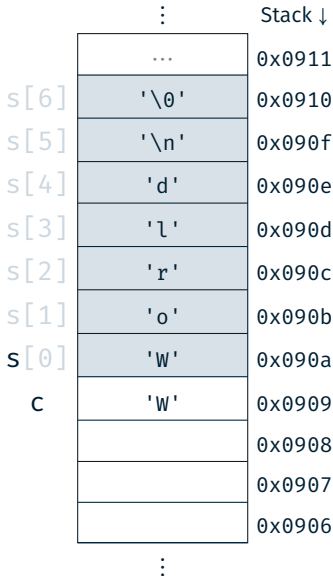 ⋮ Stack ↓
... 0x0911
s[6] '\0' 0x0910
s[5] '\n' 0x090f
s[4] 'd' 0x090e
s[3] 'l' 0x090d
s[2] 'r' 0x090c
s[1] 'o' 0x090b
s[0] 'W' 0x090a
c 'W' 0x0909
0x0908
0x0907
0x0906
⋮